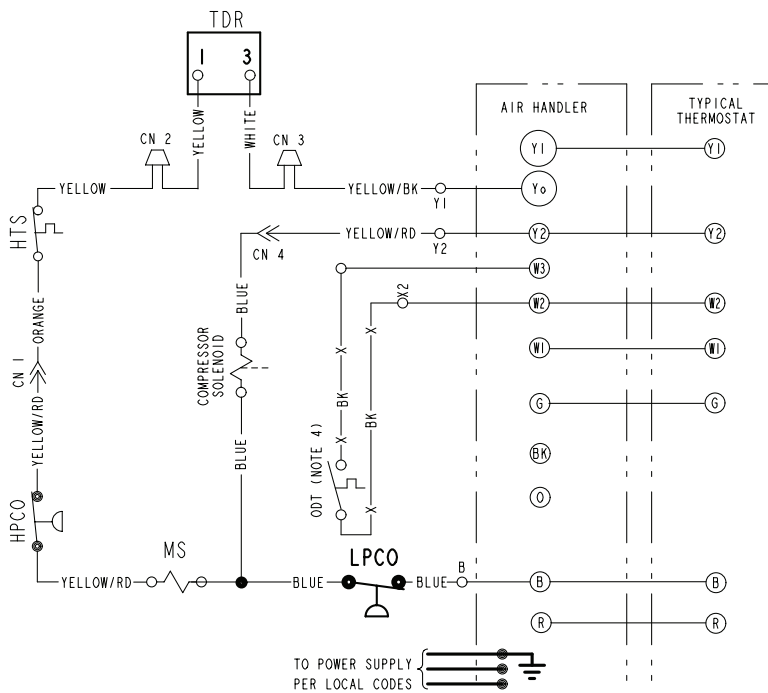 TDR
1 3
AIR HANDLER
TYPICAL
THERMOSTAT
CN 2
YELLOW
WHITE
CN 3
Y1
Y1
YELLOW
YELLOW/BK
Y1
Yo
HTS
YELLOW/RD
Y2
Y2
Y2
CN 4
W3
BLUE
X2
W2
W2
ORANGE
X
X
COMPRESSOR
SOLENOID
W1
W1
CN 1
BK
BK
G
G
YELLOW/RD
BLUE
X
X
ODT (NOTE 4)
BK
O
HPCO
X
MS
LPCO
YELLOW/RD
BLUE
BLUE
B
B
B
R
R
TO POWER SUPPLY
PER LOCAL CODES